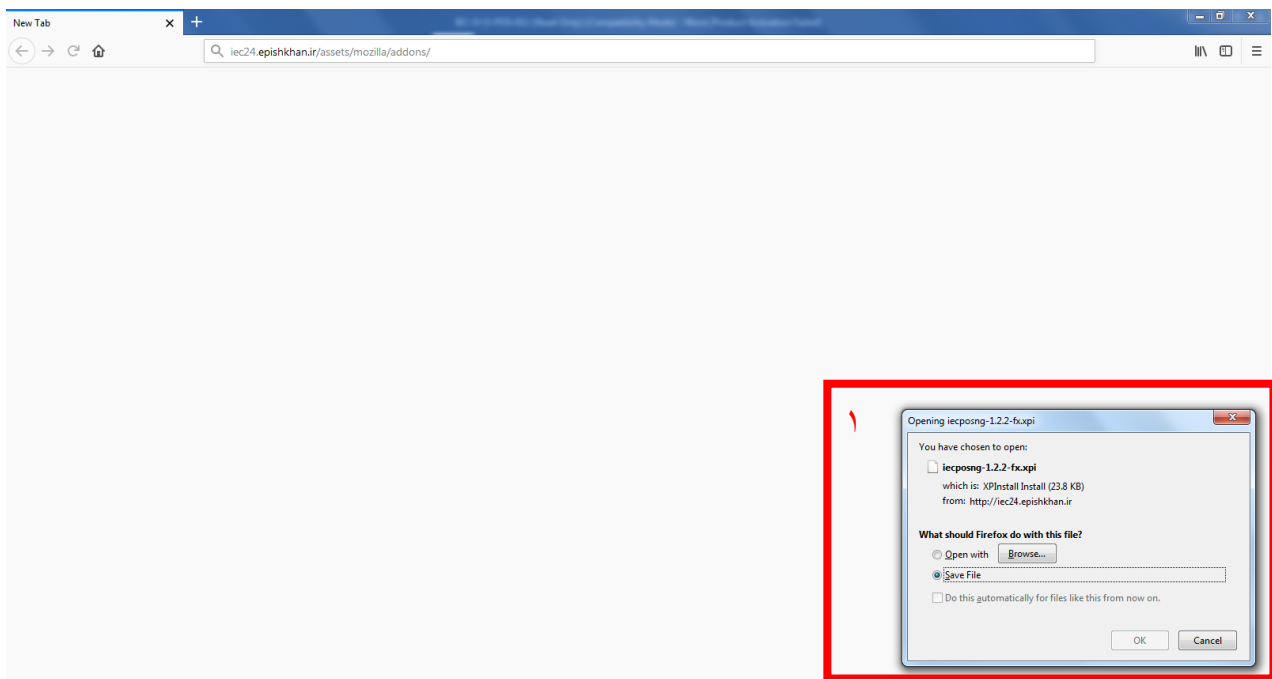 New Tab
iec24.epishkhan.ir/assets/mozilla/addons/
۱
Opening iecposng-1.2.2-fx.xpi
You have chosen to open:
iecposng-1.2.2-fx.xpi
which is: XPInstall Install (23.8 KB)
from: http://iec24.epishkhan.ir
What should Firefox do with this file?
Open with Browse...
Save File
Do this automatically for files like this from now on.
OK Cancel